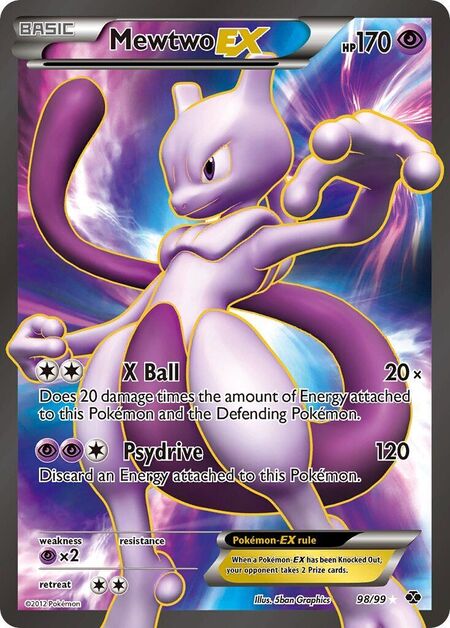 BASIC
Mewtwo EX HP170
X Ball 20×
Does 20 damage times the amount of Energy attached
to this Pokémon and the Defending Pokémon.
Psydrive 120
Discard an Energy attached to this Pokémon.
weakness resistance
×2
retreat
Pokémon-EX rule
When a Pokémon-EX has been Knocked Out,
your opponent takes 2 Prize cards.
©2012 Pokémon Illus. 5ban Graphics 98/99